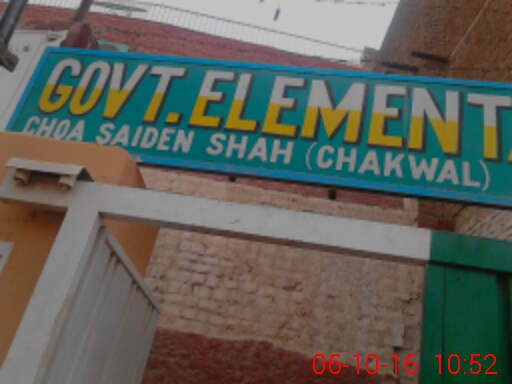 GOVT. ELEMENT
CHOA SAIDEN SHAH (CHAKWAL)
06-10-16 10:52